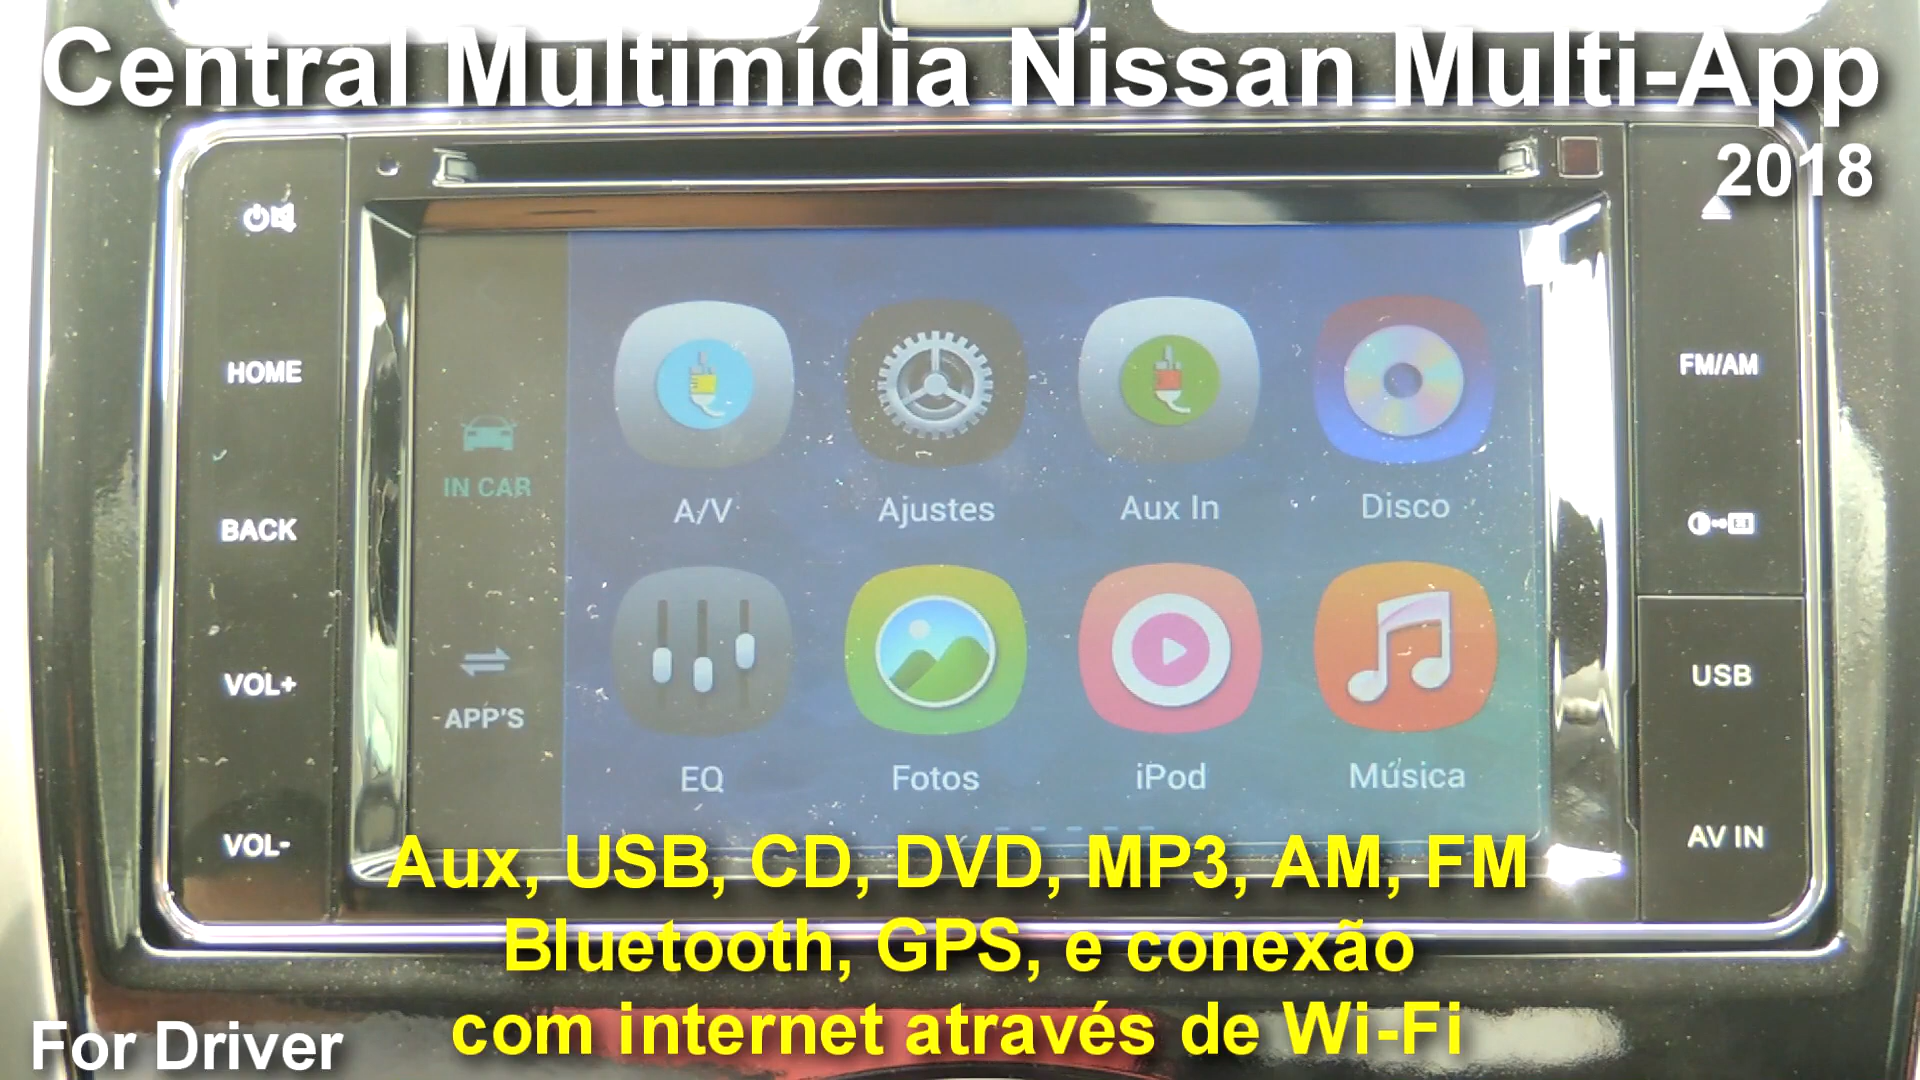 Central Multimídia Nissan Multi-App
2018
HOME
BACK
VOL+
VOL-
IN CAR
APP'S
A/V
Ajustes
Aux In
Disco
EQ
Fotos
iPod
Música
FM/AM
USB
AV IN
Aux, USB, CD, DVD, MP3, AM, FM
Bluetooth, GPS, e conexão
com internet através de Wi-Fi
For Driver